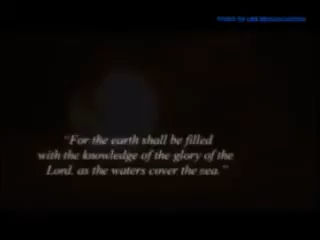 "For the earth shall be filled
with the knowledge of the glory of the
Lord, as the waters cover the sea."